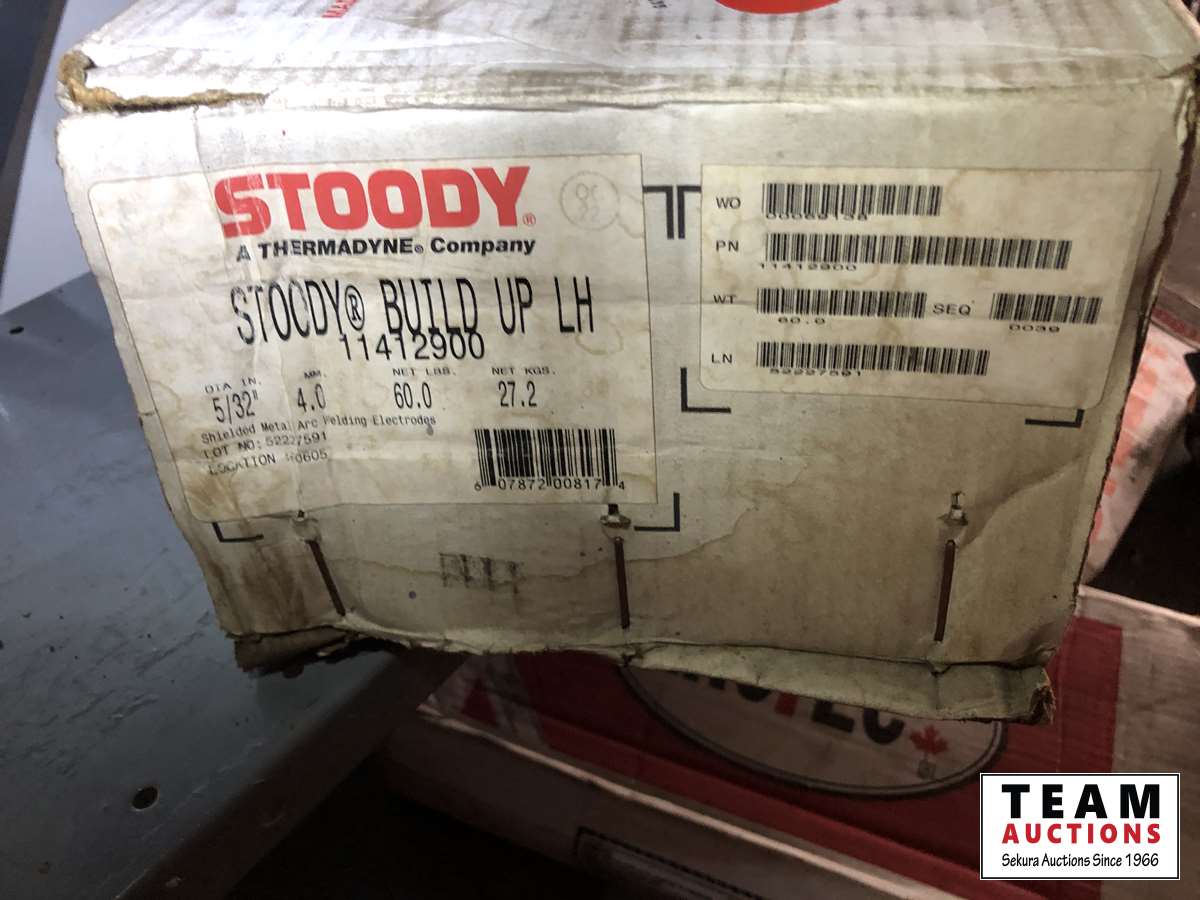 STOODY®
A THERMADYNE® Company
STOODY® BUILD UP LH
11412900
DIA IN. MM. NET LBS. NET KGS.
5/32" 4.0 60.0 27.2
Shielded Metal Arc Welding Electrodes
LOT NO: 52227591
LOCATION
6 07872 00817 4
WO
PN
11412900
WT SEQ
60.0 0039
LN
52227591
TEAM
AUCTIONS
Sekura Auctions Since 1966